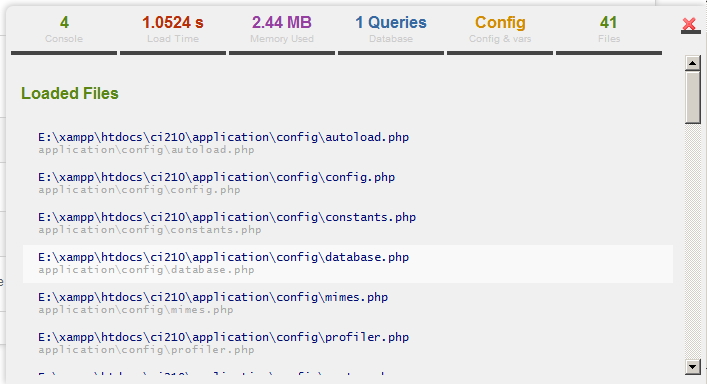 4
Console
1.0524 s
Load Time
2.44 MB
Memory Used
1 Queries
Database
Config
Config & vars
41
Files
Loaded Files
E:\xampp\htdocs\ci210\application\config\autoload.php
application\config\autoload.php
E:\xampp\htdocs\ci210\application\config\config.php
application\config\config.php
E:\xampp\htdocs\ci210\application\config\constants.php
application\config\constants.php
E:\xampp\htdocs\ci210\application\config\database.php
application\config\database.php
E:\xampp\htdocs\ci210\application\config\mimes.php
application\config\mimes.php
E:\xampp\htdocs\ci210\application\config\profiler.php
application\config\profiler.php